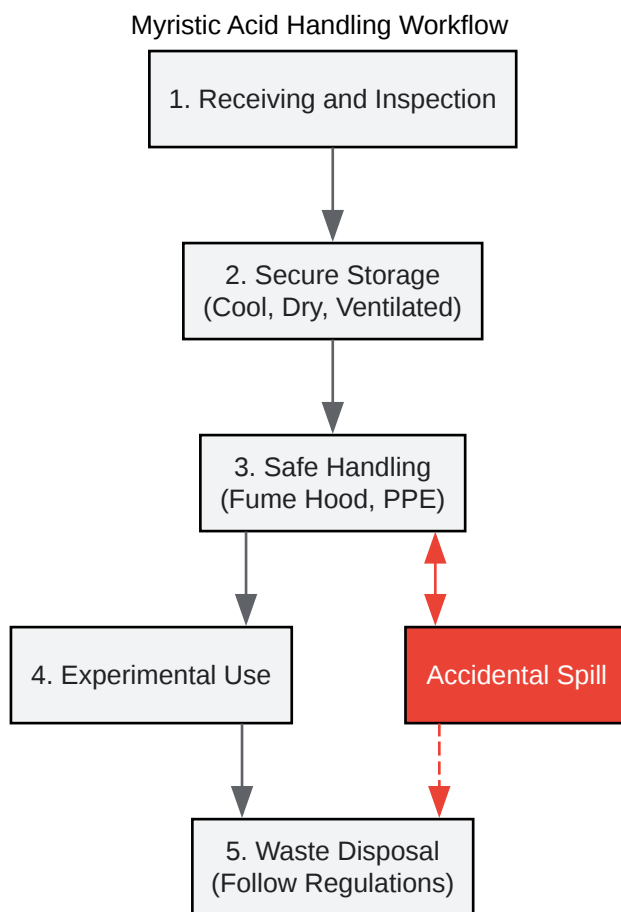 Myristic Acid Handling Workflow
1. Receiving and Inspection
2. Secure Storage
(Cool, Dry, Ventilated)
3. Safe Handling
(Fume Hood, PPE)
4. Experimental Use
Accidental Spill
5. Waste Disposal
(Follow Regulations)